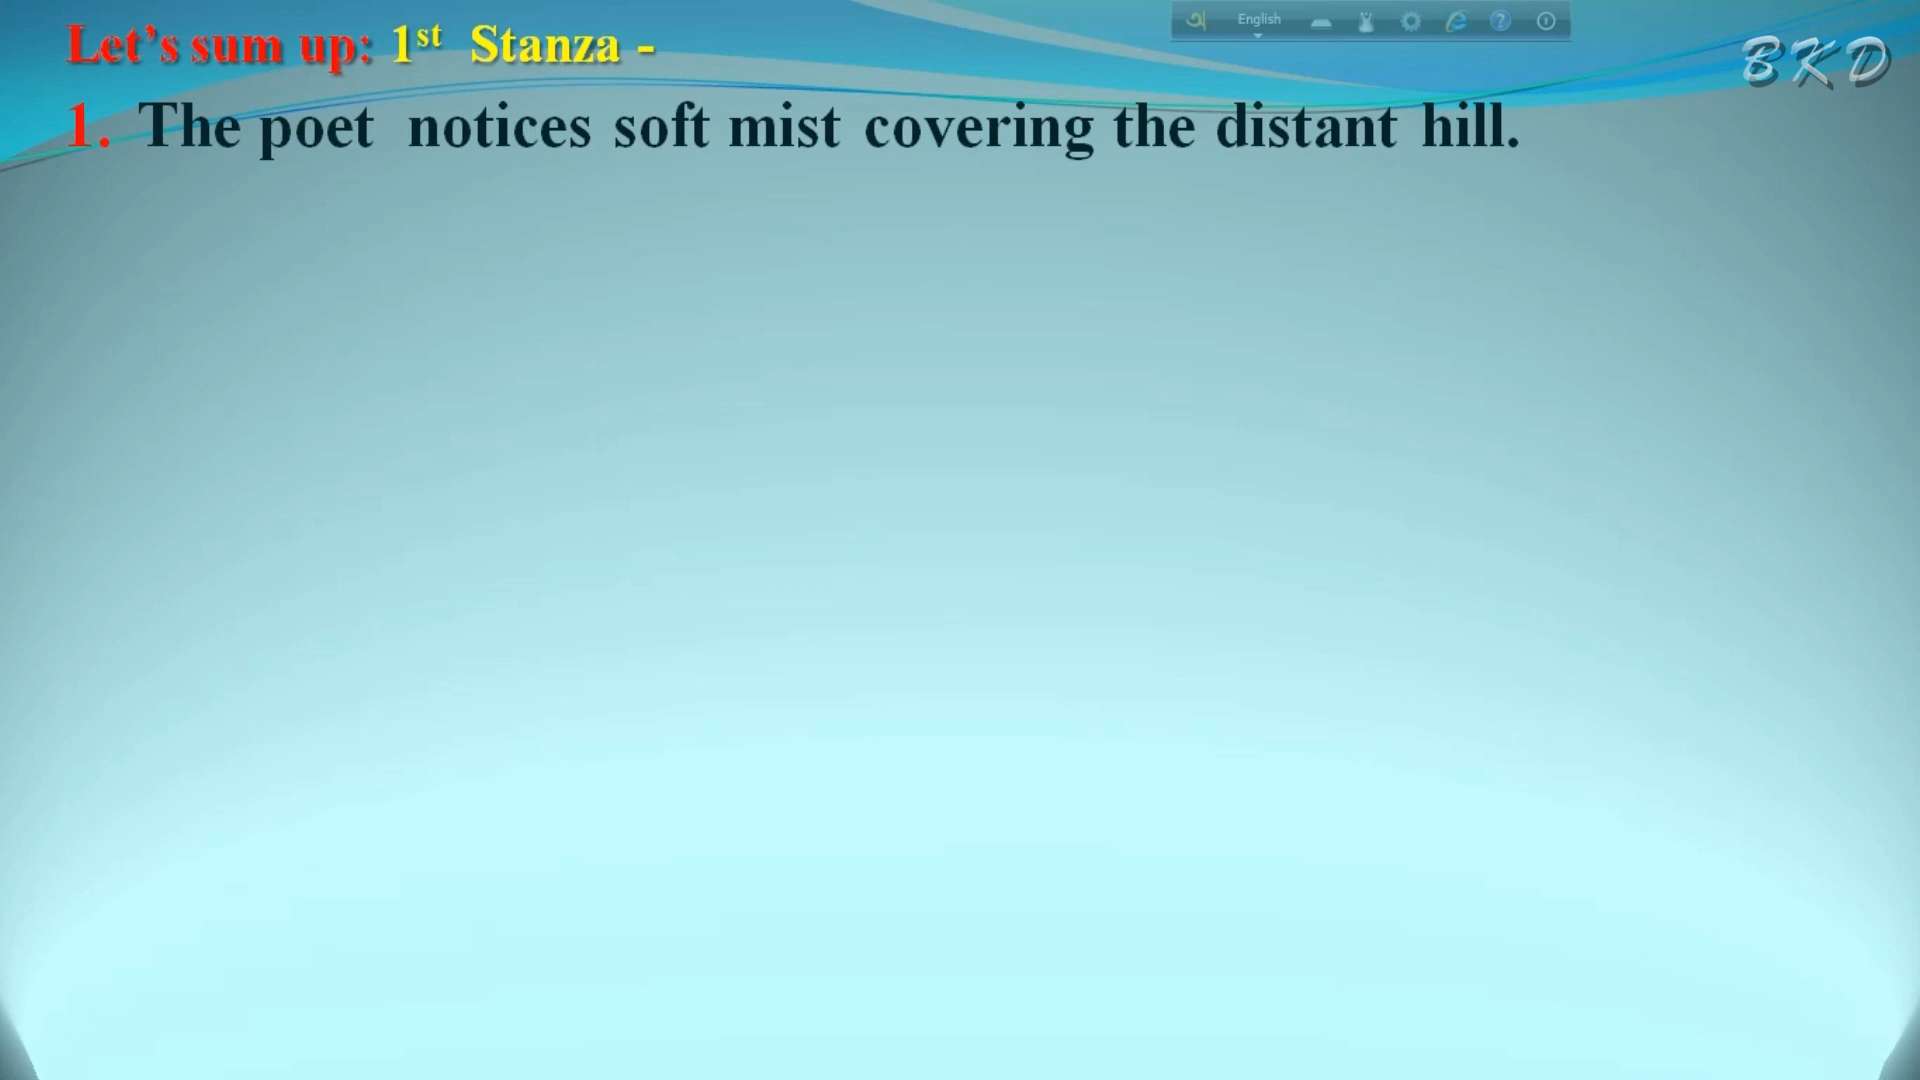 Let's sum up: 1st Stanza -
English
BKD
1. The poet notices soft mist covering the distant hill.